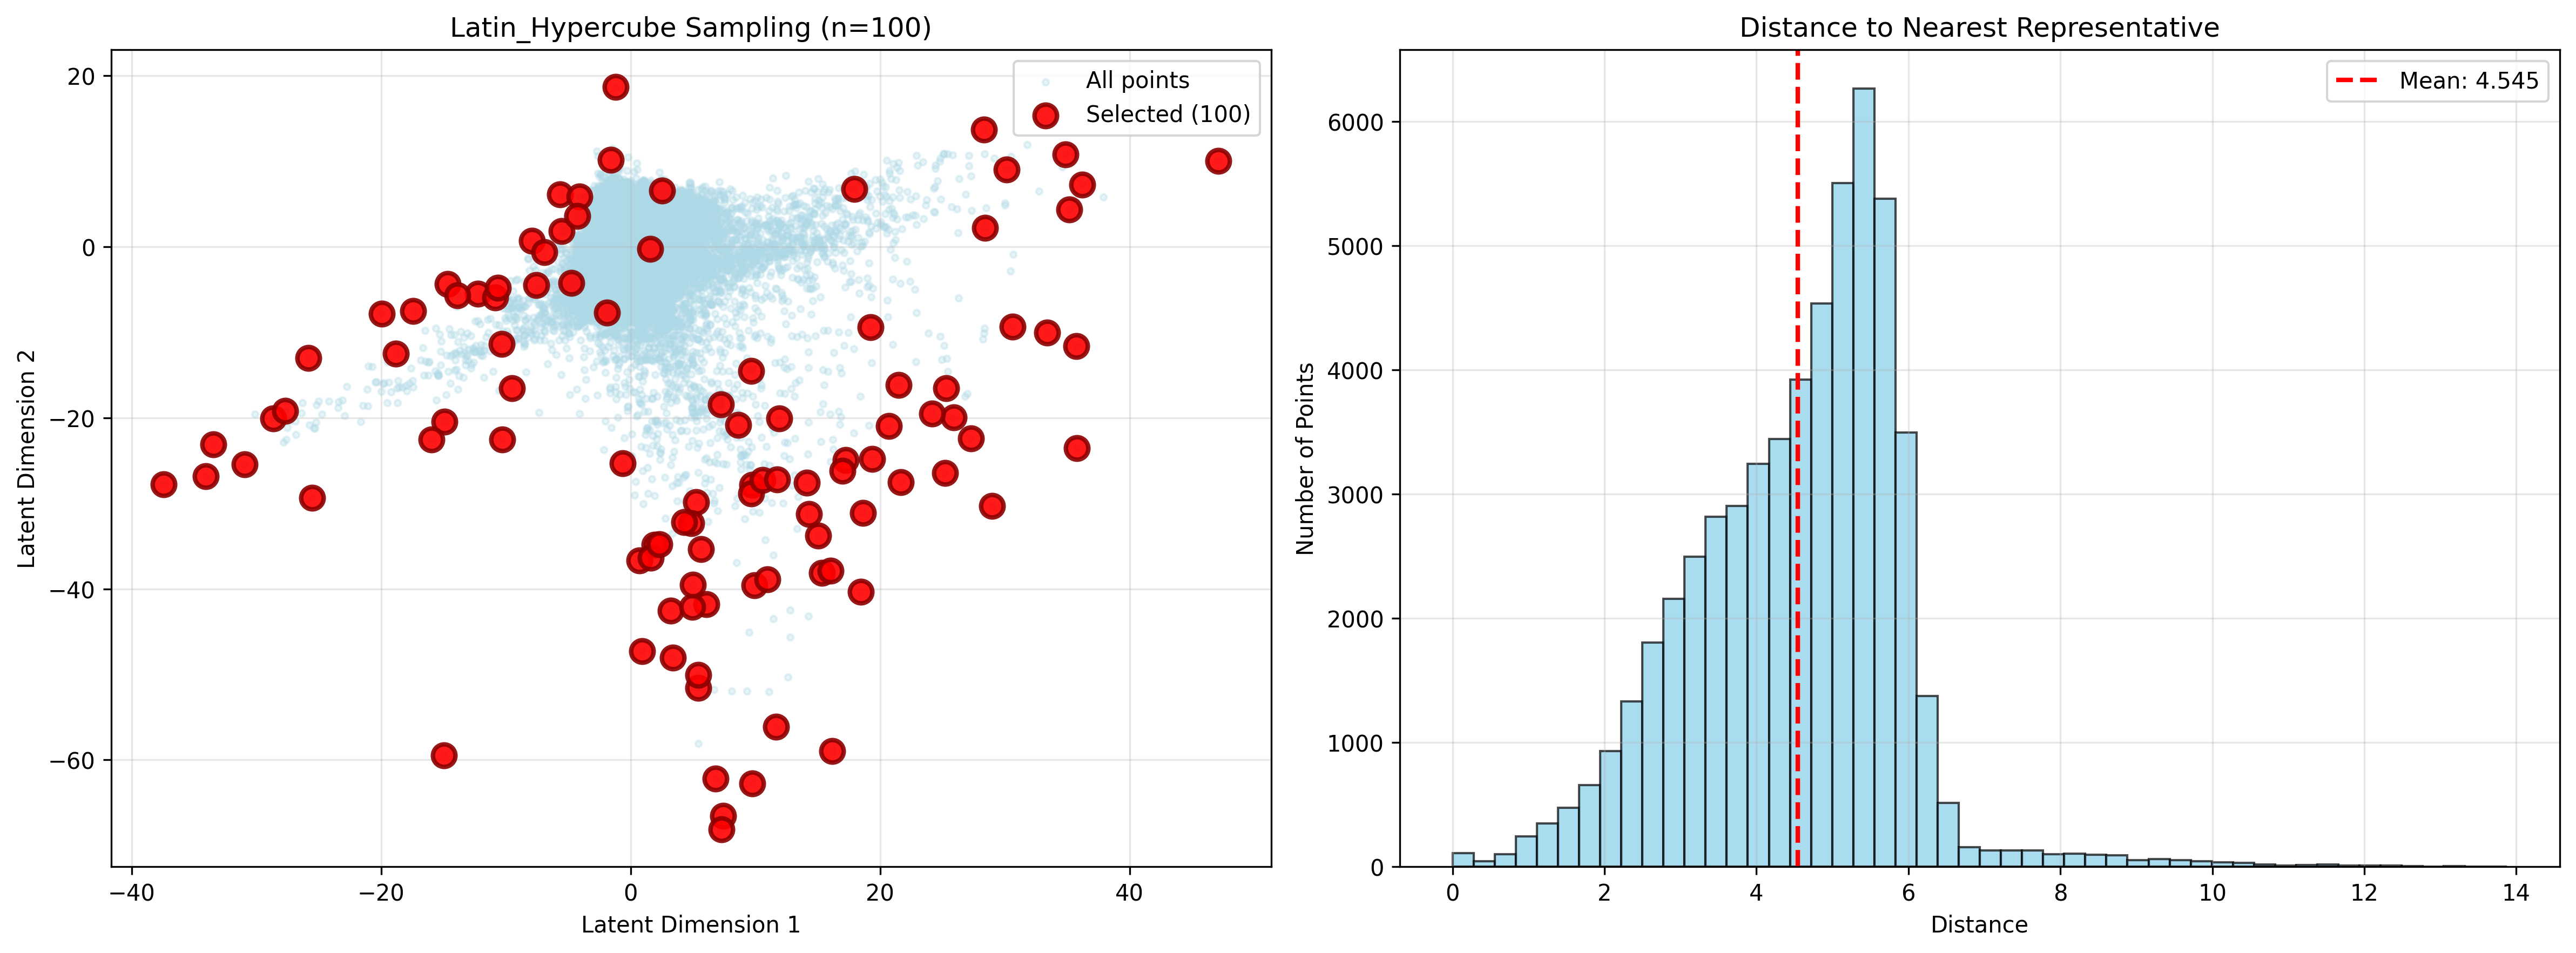 Latin_Hypercube Sampling (n=100)
All points
Selected (100)
Latent Dimension 2
20
0
−20
−40
−60
−40
−20
0
20
40
Latent Dimension 1
Distance to Nearest Representative
Mean: 4.545
Number of Points
6000
5000
4000
3000
2000
1000
0
0
2
4
6
8
10
12
14
Distance